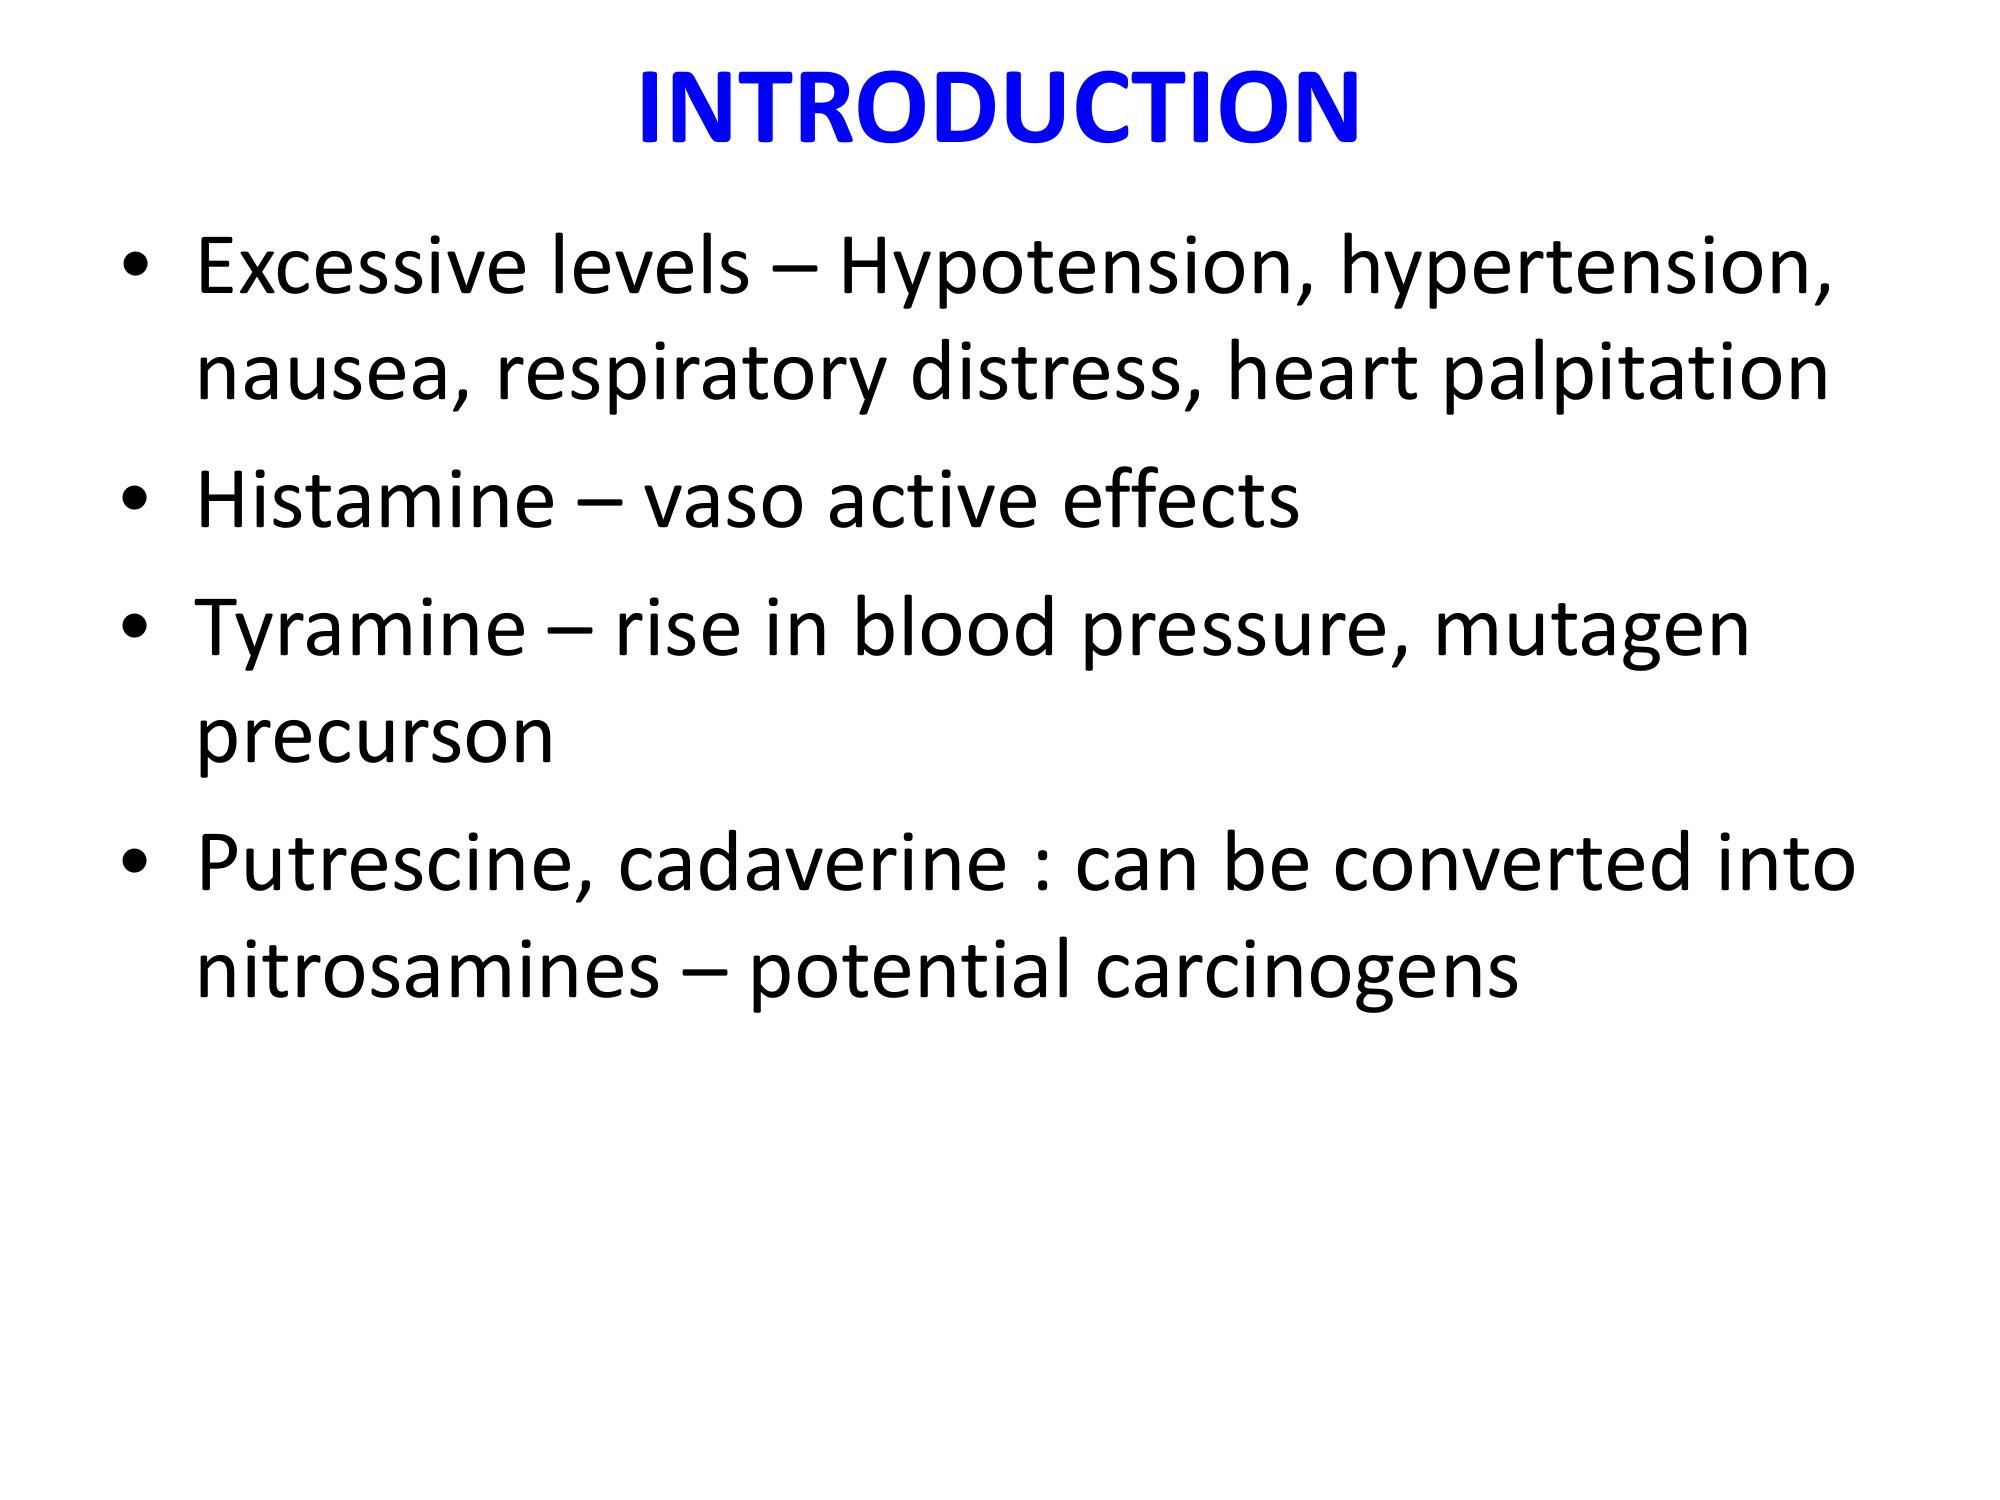 INTRODUCTION
• Excessive levels – Hypotension, hypertension,
nausea, respiratory distress, heart palpitation
• Histamine – vaso active effects
• Tyramine – rise in blood pressure, mutagen
precurson
• Putrescine, cadaverine : can be converted into
nitrosamines – potential carcinogens